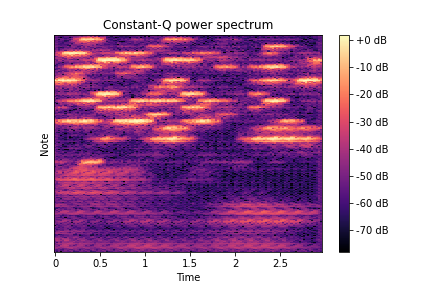 Constant-Q power spectrum
+0 dB
-10 dB
-20 dB
-30 dB
-40 dB
-50 dB
-60 dB
-70 dB
Note
0
0.5
1
1.5
2
2.5
Time